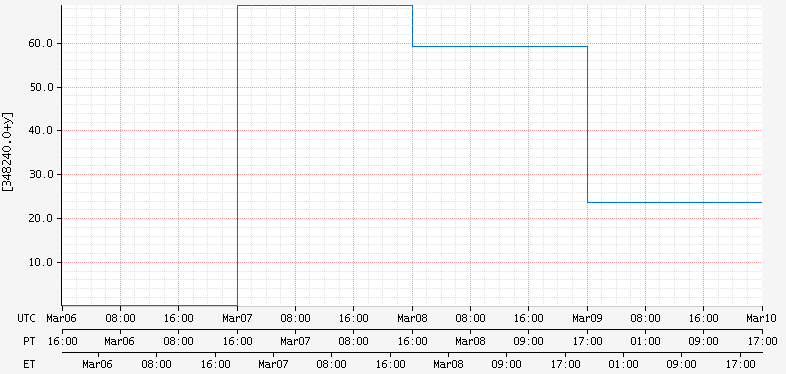 60.0
50.0
40.0
30.0
20.0
10.0
[348240.0+y]
UTC Mar06 08:00 16:00 Mar07 08:00 16:00 Mar08 08:00 16:00 Mar09 08:00 16:00 Mar10
PT 16:00 Mar06 08:00 16:00 Mar07 08:00 16:00 Mar08 09:00 17:00 01:00 09:00 17:00
ET Mar06 08:00 16:00 Mar07 08:00 16:00 Mar08 09:00 17:00 01:00 09:00 17:00